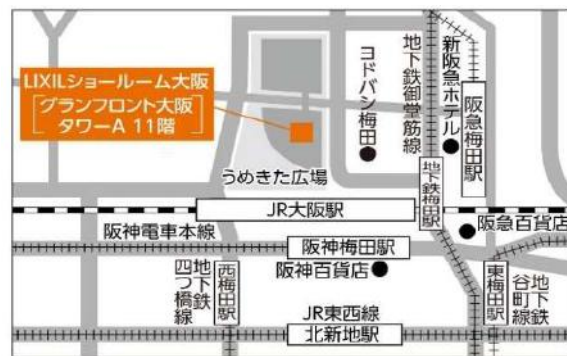 LIXILショールーム大阪
グランフロント大阪
タワーA 11階
うめきた広場
ヨドバシ梅田
地下鉄御堂筋線
新阪急ホテル
阪急梅田駅
地下鉄梅田駅
JR大阪駅
阪急百貨店
阪神電車本線
阪神梅田駅
阪神百貨店
地下鉄
四つ橋線
西梅田駅
東梅田駅
地下鉄
谷町線
JR東西線
北新地駅